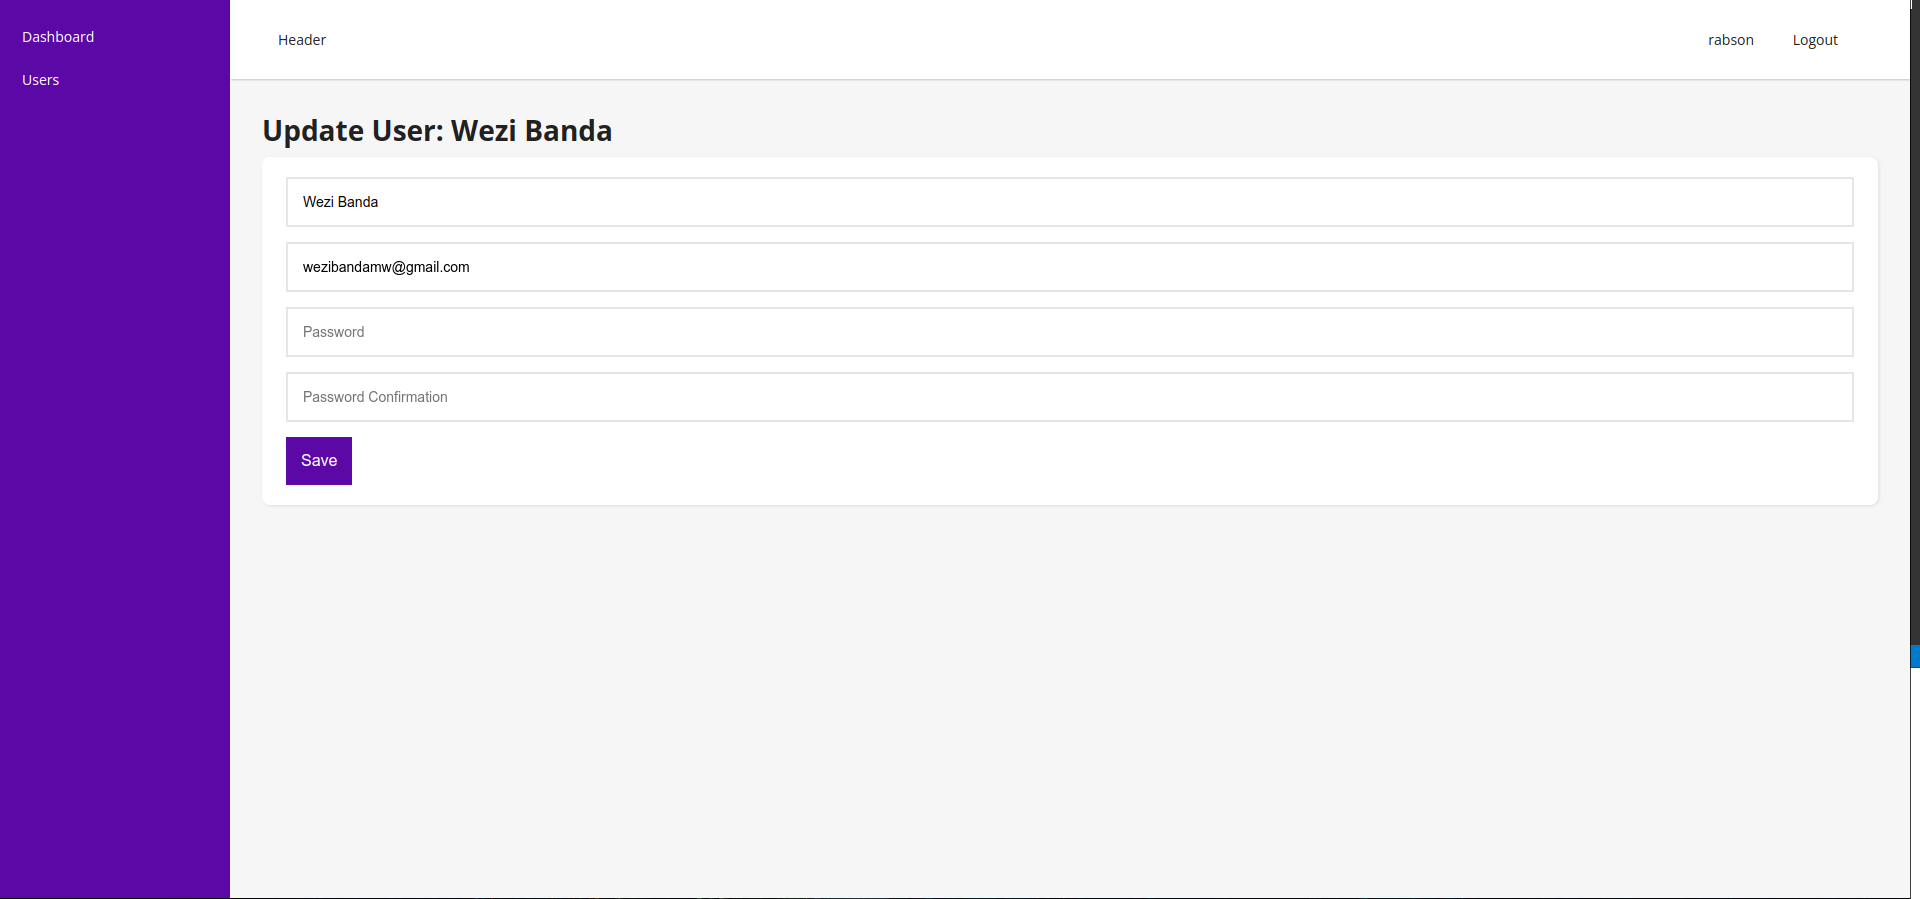 Dashboard
Users
Header
rabson
Logout
Update User: Wezi Banda
Wezi Banda
wezibandamw@gmail.com
Password
Password Confirmation
Save